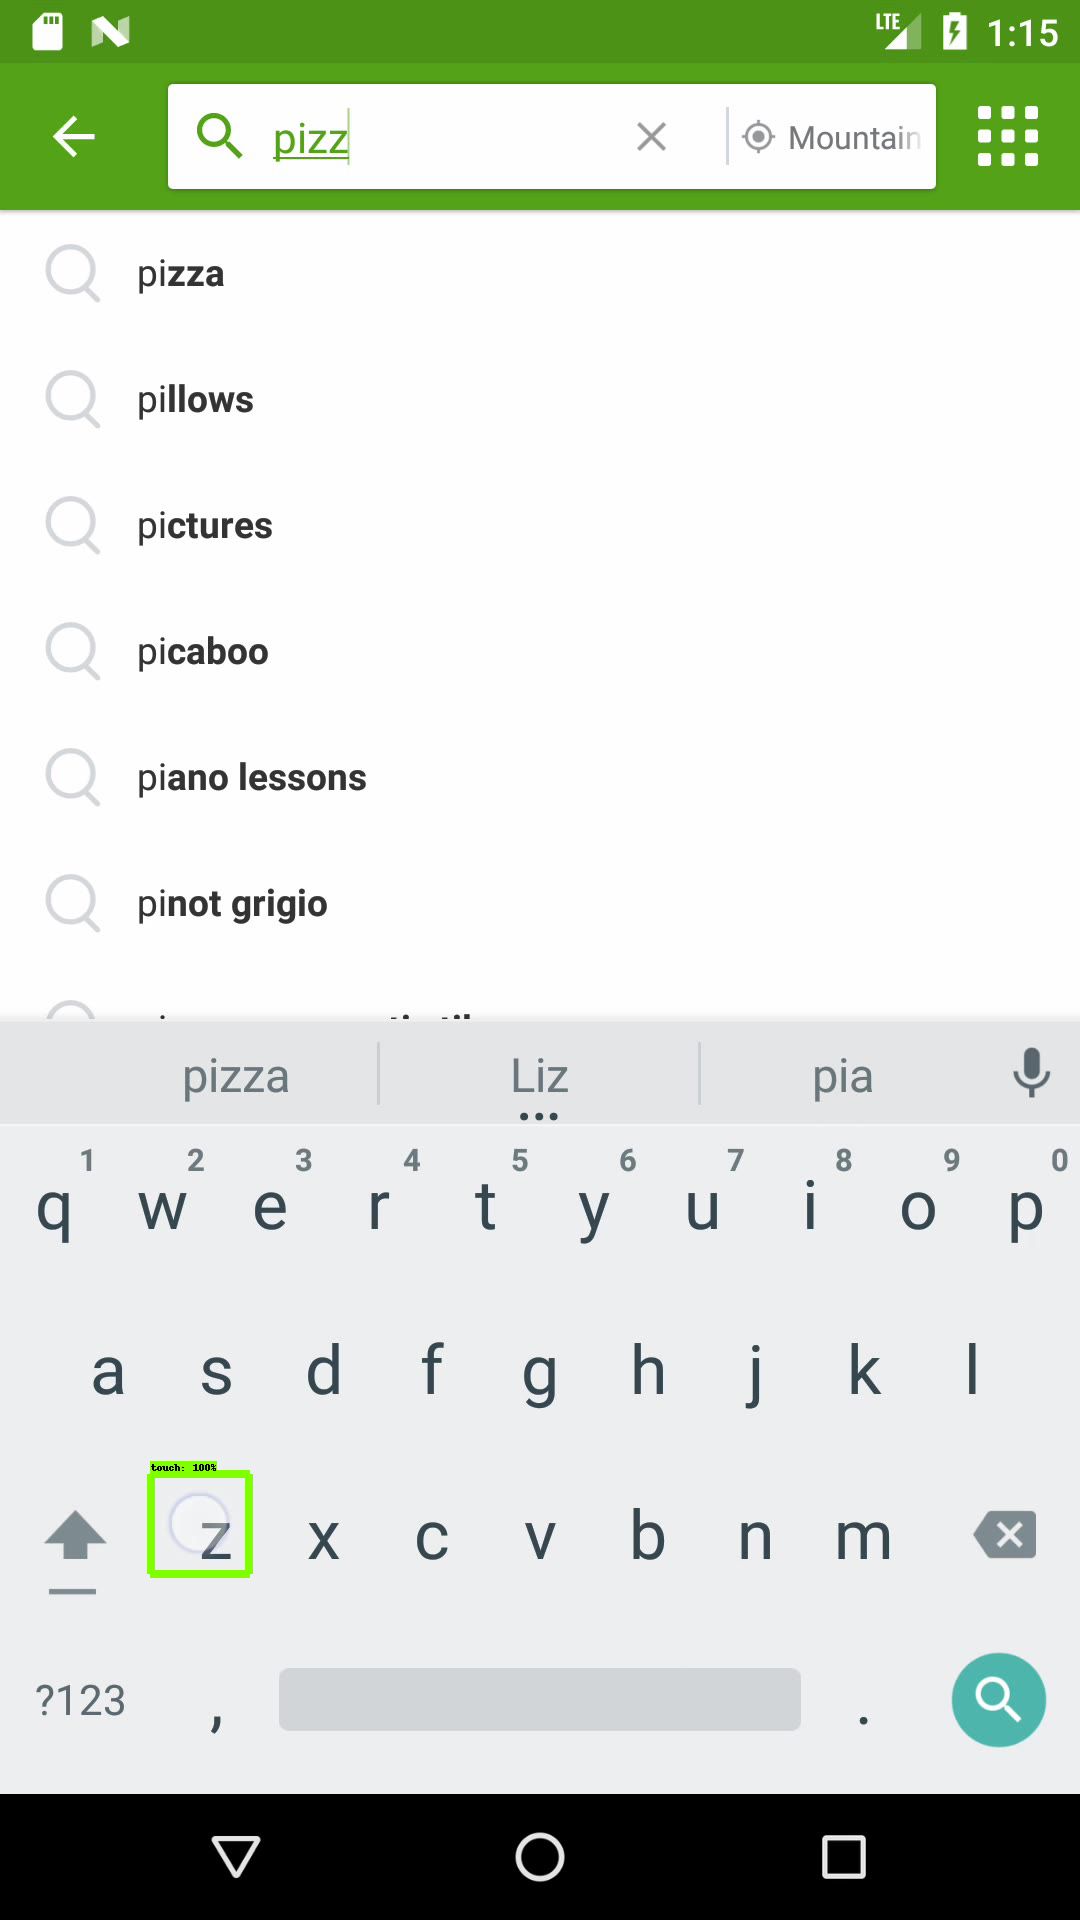 LTE 1:15
pizz Mountain
pizza
pillows
pictures
picaboo
piano lessons
pinot grigio
pizza Liz pia
1 2 3 4 5 6 7 8 9 0
q w e r t y u i o p
a s d f g h j k l
touch: 100%
z x c v b n m
?123 , .